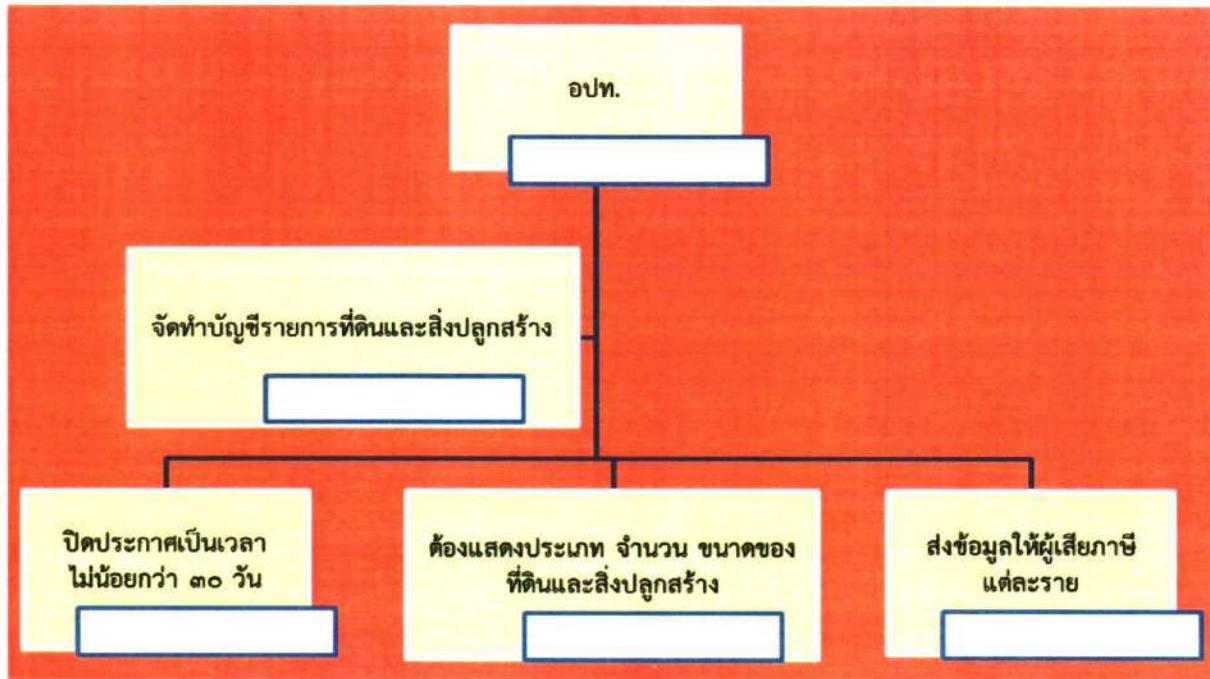 อปท.
จัดทำบัญชีรายการที่ดินและสิ่งปลูกสร้าง
ปิดประกาศเป็นเวลา
ไม่น้อยกว่า ๓๐ วัน
ต้องแสดงประเภท จำนวน ขนาดของ
ที่ดินและสิ่งปลูกสร้าง
ส่งข้อมูลให้ผู้เสียภาษี
แต่ละราย